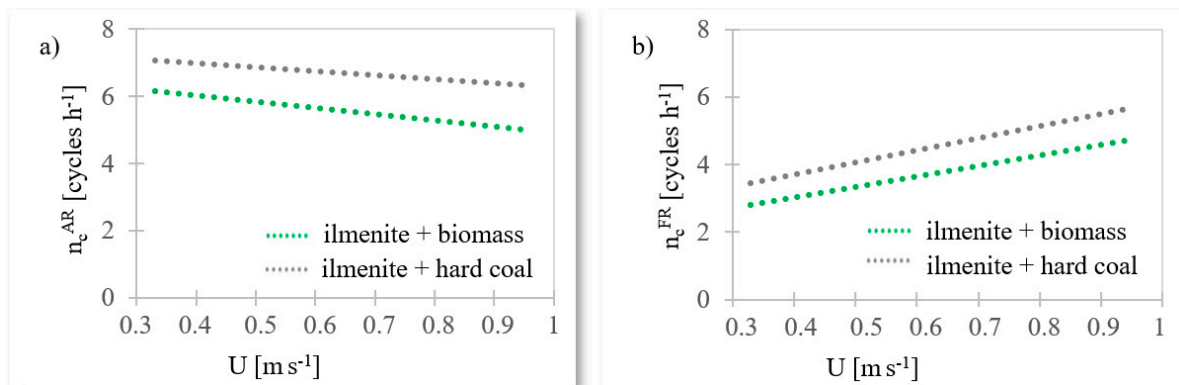 a)
n_c^AR [cycles h⁻¹]
8
6
4
2
0
ilmenite + biomass
ilmenite + hard coal
0.3 0.4 0.5 0.6 0.7 0.8 0.9 1
U [m s⁻¹]
b)
n_c^FR [cycles h⁻¹]
8
6
4
2
0
ilmenite + biomass
ilmenite + hard coal
0.3 0.4 0.5 0.6 0.7 0.8 0.9 1
U [m s⁻¹]